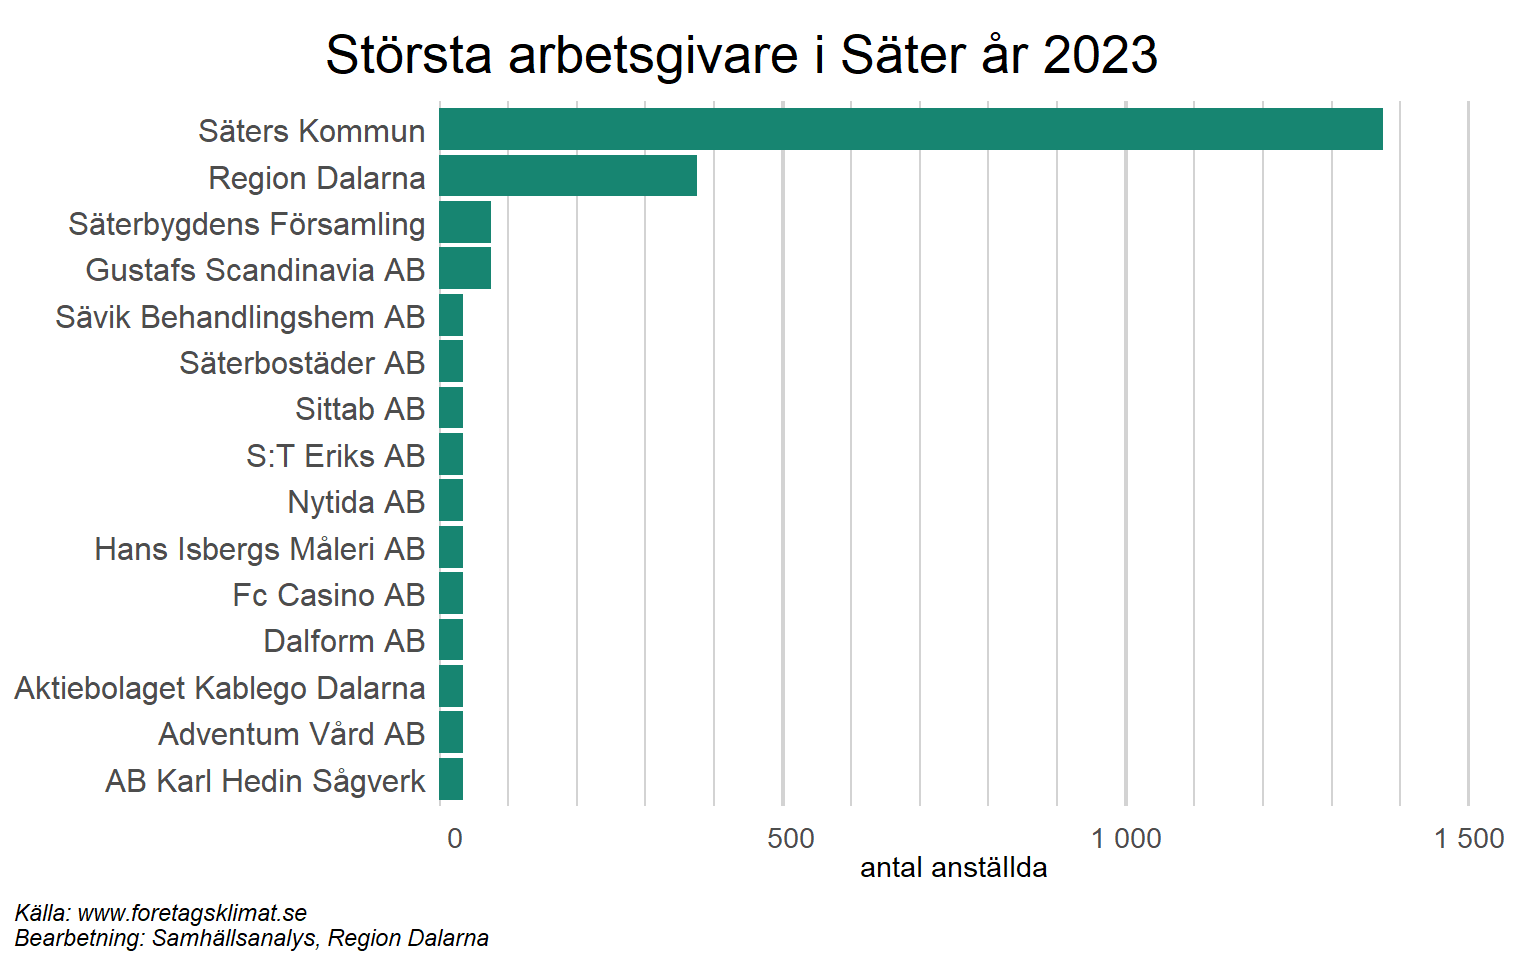 Största arbetsgivare i Säter år 2023
Säters Kommun
Region Dalarna
Säterbygdens Församling
Gustafs Scandinavia AB
Sävik Behandlingshem AB
Säterbostäder AB
Sittab AB
S:T Eriks AB
Nytida AB
Hans Isbergs Måleri AB
Fc Casino AB
Dalform AB
Aktiebolaget Kablego Dalarna
Adventum Vård AB
AB Karl Hedin Sågverk
0 500 1 000 1 500
antal anställda
Källa: www.foretagsklimat.se
Bearbetning: Samhällsanalys, Region Dalarna